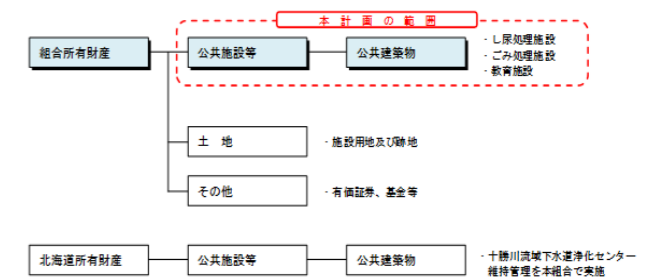 本計画の範囲
組合所有財産
公共施設等
公共建築物
・し尿処理施設
・ごみ処理施設
・教育施設
土　地
・施設用地及び跡地
その他
・有価証券、基金等
北海道所有財産
公共施設等
公共建築物
・十勝川流域下水道浄化センター
維持管理を本組合で実施